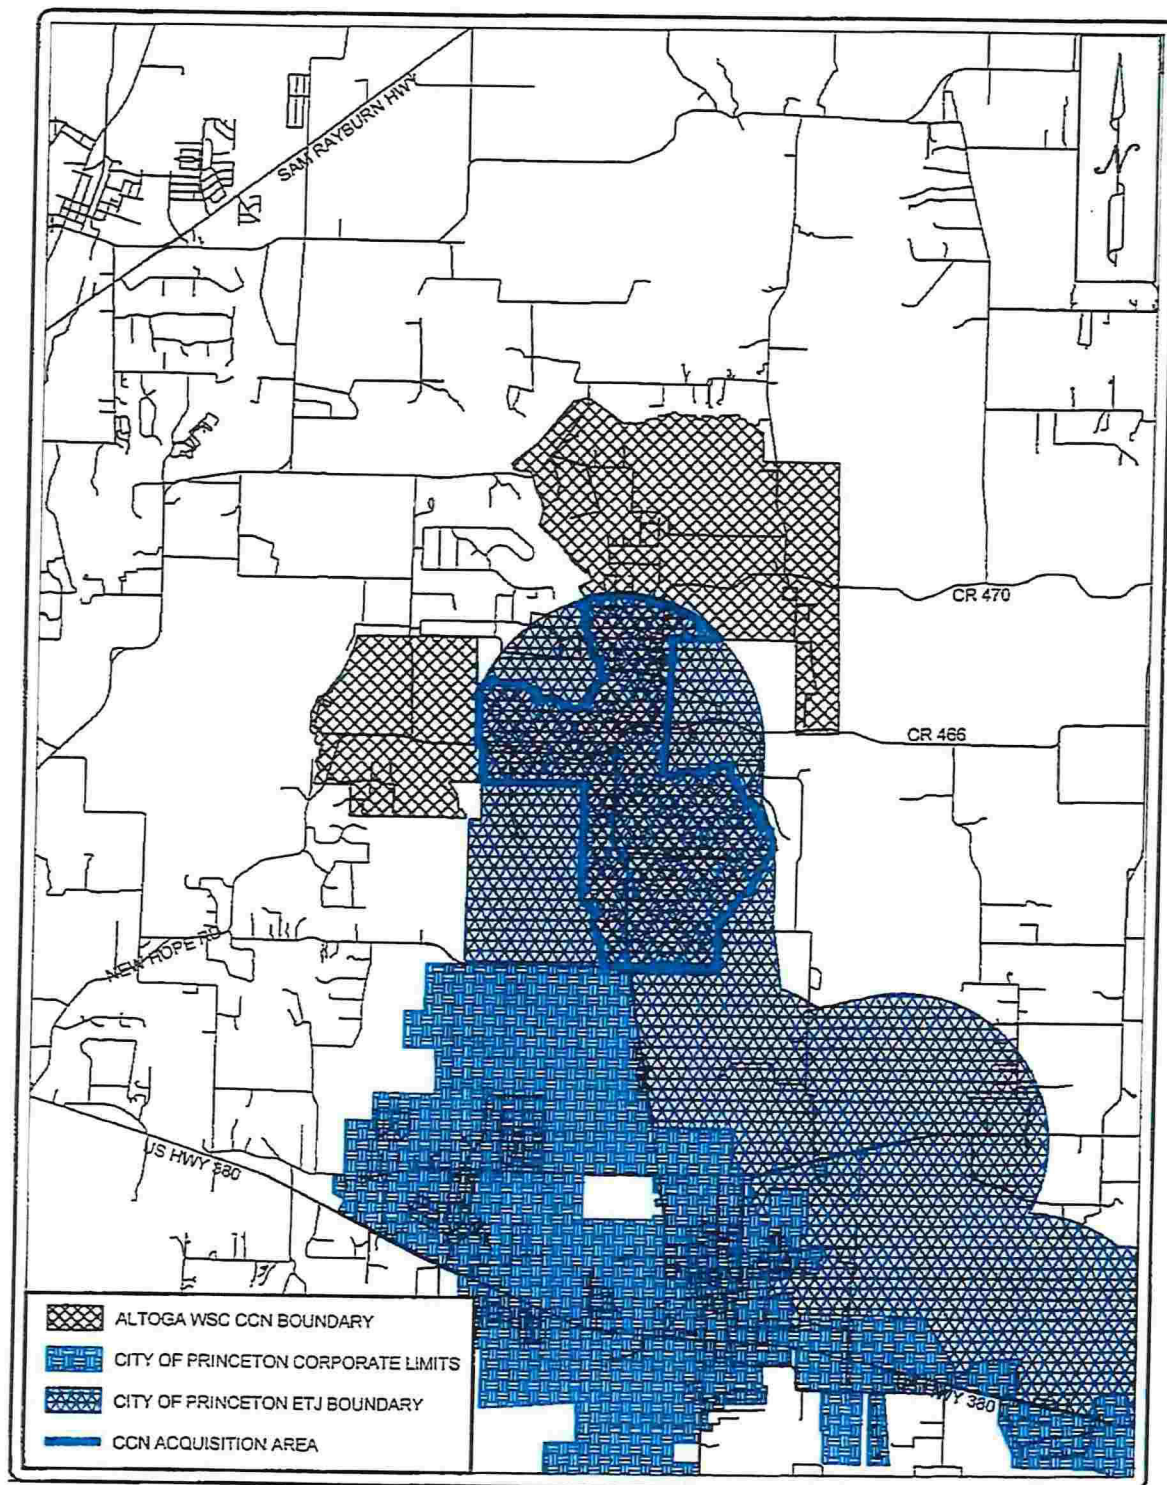 SAM RAYBURN HWY
N
CR 470
CR 466
NEW HOPE RD
US HWY 380
HWY 380
ALTOGA WSC CCN BOUNDARY
CITY OF PRINCETON CORPORATE LIMITS
CITY OF PRINCETON ETJ BOUNDARY
CCN ACQUISITION AREA